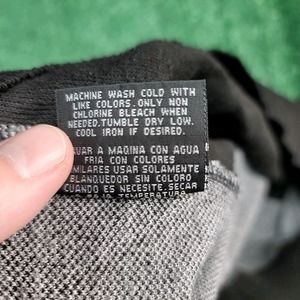 MACHINE WASH COLD WITH
LIKE COLORS. ONLY NON
CHLORINE BLEACH WHEN
NEEDED. TUMBLE DRY LOW.
COOL IRON IF DESIRED.
A MAQINA CON AGUA
FRIA CON COLORES
SIMILARES USAR SOLAMENTE
BLANQUEDOR SIN COLORO
CUANDO ES NECESITE. SECAR
TEMPERATURA